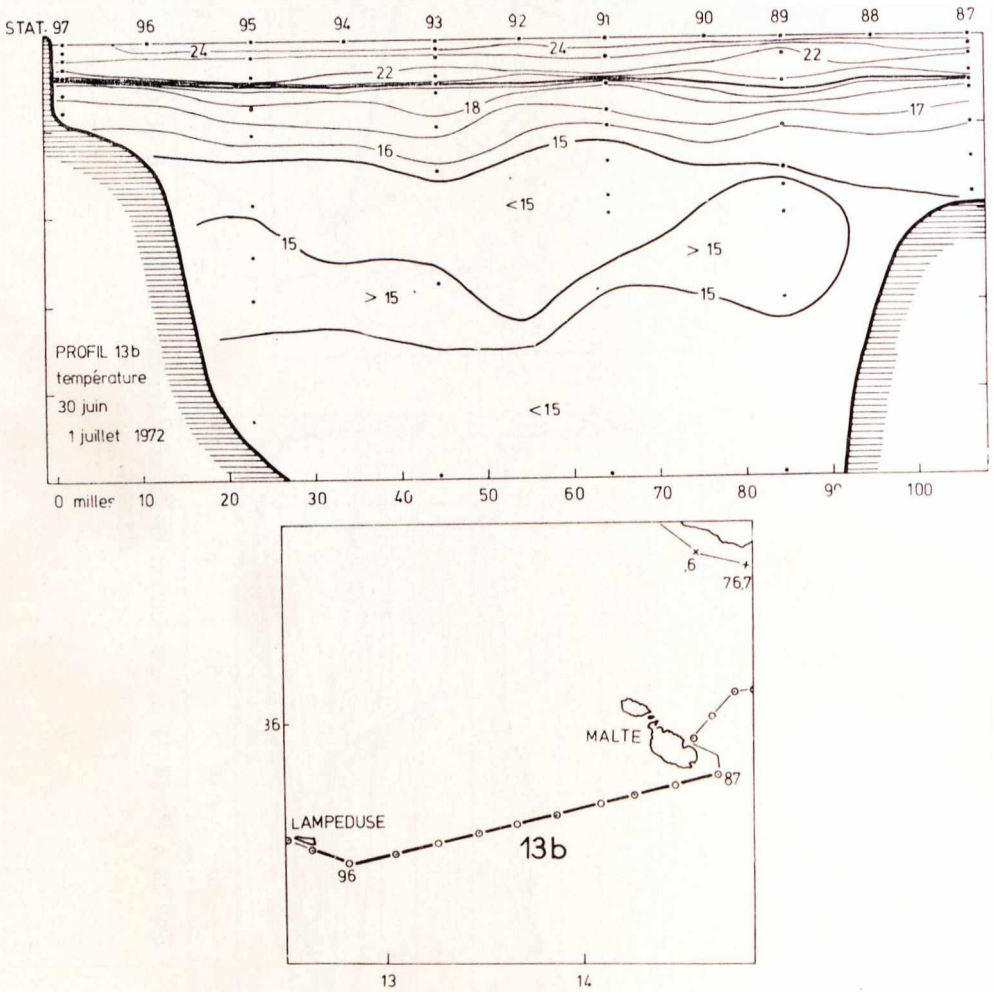 STAT. 97 96 95 94 93 92 91 90 89 88 87
24 24 22
22
18 17
16 15
<15
15 > 15
> 15 15
PROFIL 13b
température
30 juin <15
1 juillet 1972
0 milles 10 20 30 40 50 60 70 80 90 100
,6
76,7
36
MALTE
87
LAMPEDUSE
13b
96
13 14